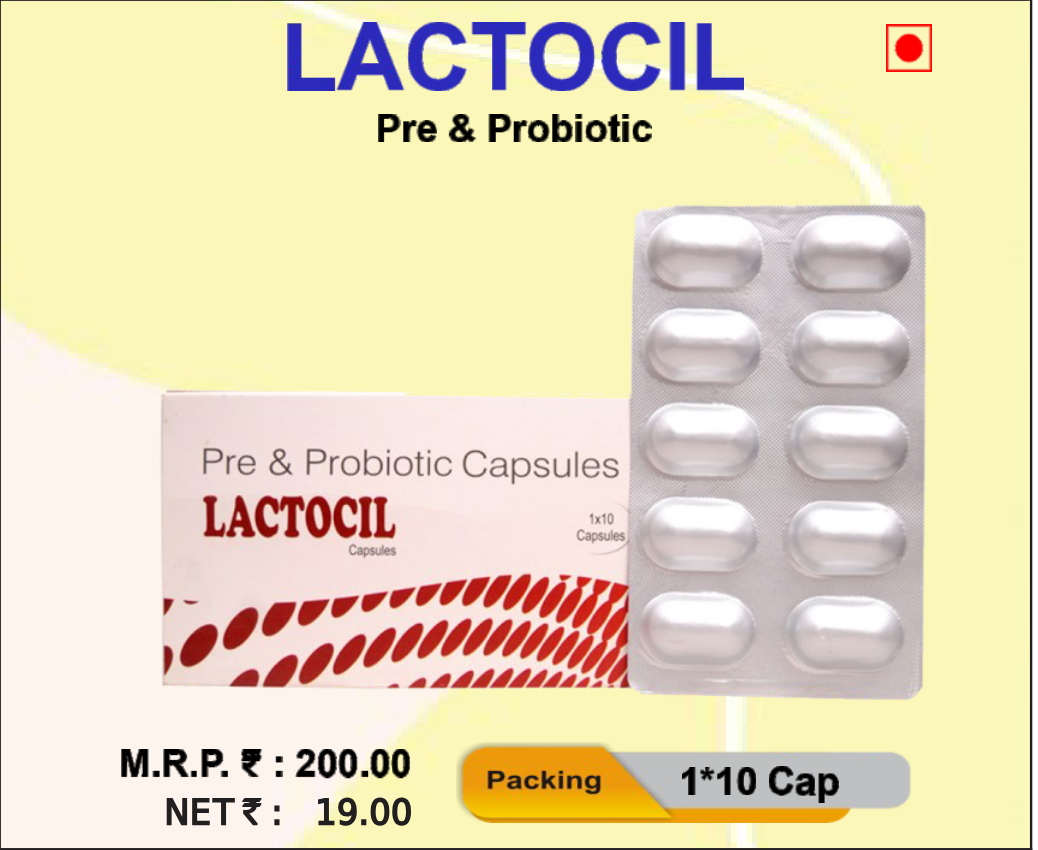 LACTOCIL
Pre & Probiotic
Pre & Probiotic Capsules
LACTOCIL
Capsules
1x10
Capsules
M.R.P. ₹ : 200.00
NET ₹ : 19.00
Packing
1*10 Cap